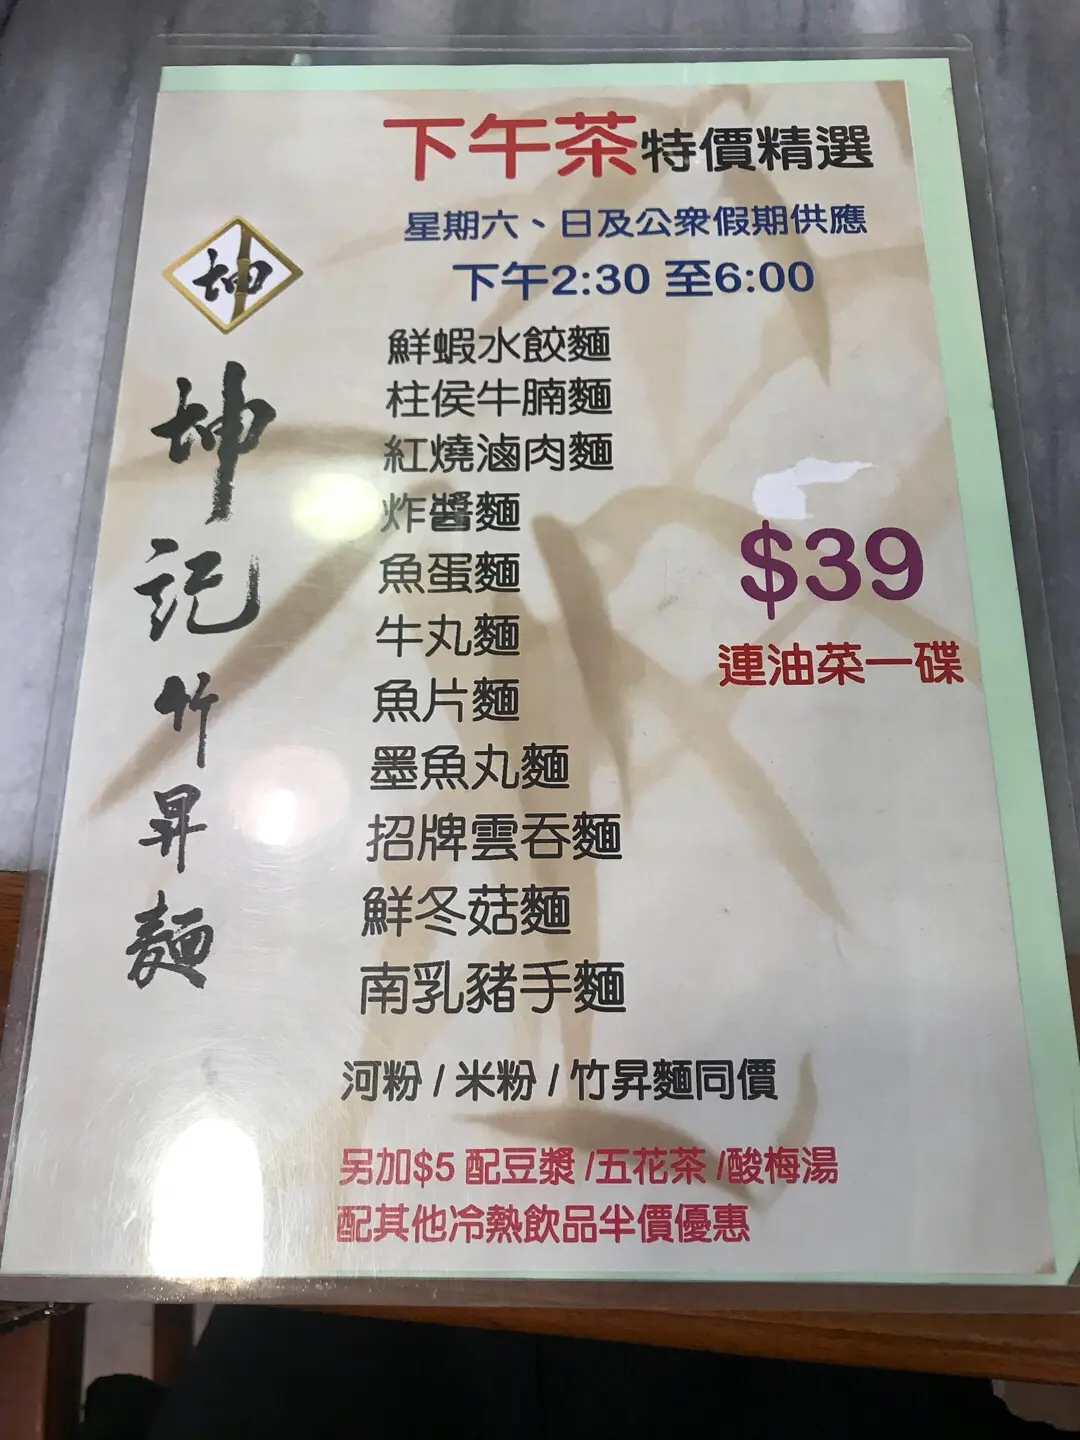 下午茶特價精選
星期六、日及公衆假期供應
下午2:30 至6:00
坤
坤記竹昇麵
鮮蝦水餃麵
柱侯牛腩麵
紅燒滷肉麵
炸醬麵
魚蛋麵
牛丸麵
魚片麵
墨魚丸麵
招牌雲吞麵
鮮冬菇麵
南乳豬手麵
$39
連油菜一碟
河粉 / 米粉 / 竹昇麵同價
另加$5 配豆漿 /五花茶 /酸梅湯
配其他冷熱飲品半價優惠